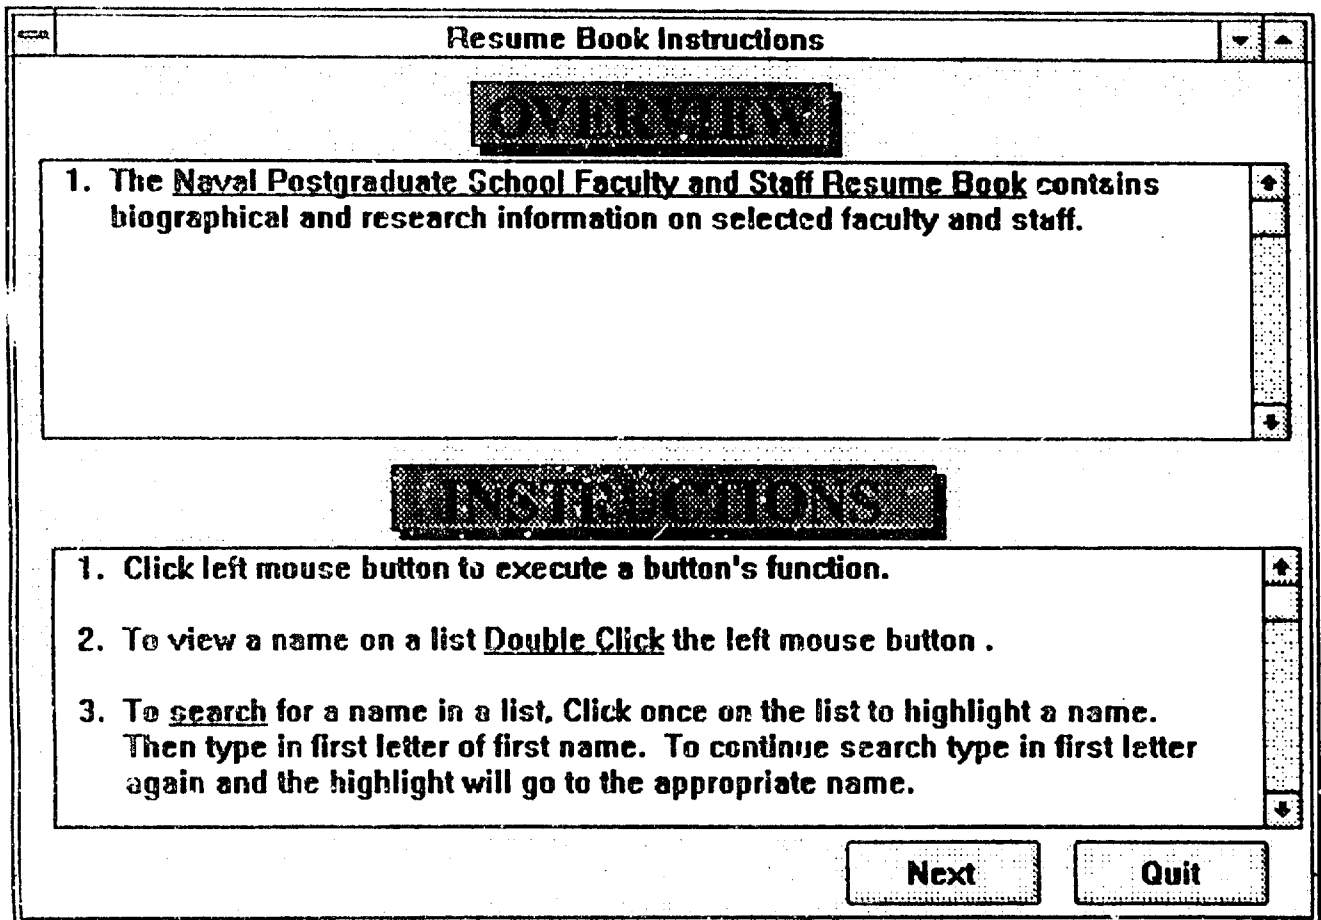 Resume Book Instructions
OVERVIEW
1. The Naval Postgraduate School Faculty and Staff Resume Book contains
biographical and research information on selected faculty and staff.
INSTRUCTIONS
1. Click left mouse button to execute a button's function.
2. To view a name on a list Double Click the left mouse button .
3. To search for a name in a list, Click once on the list to highlight a name.
Then type in first letter of first name. To continue search type in first letter
again and the highlight will go to the appropriate name.
Next Quit